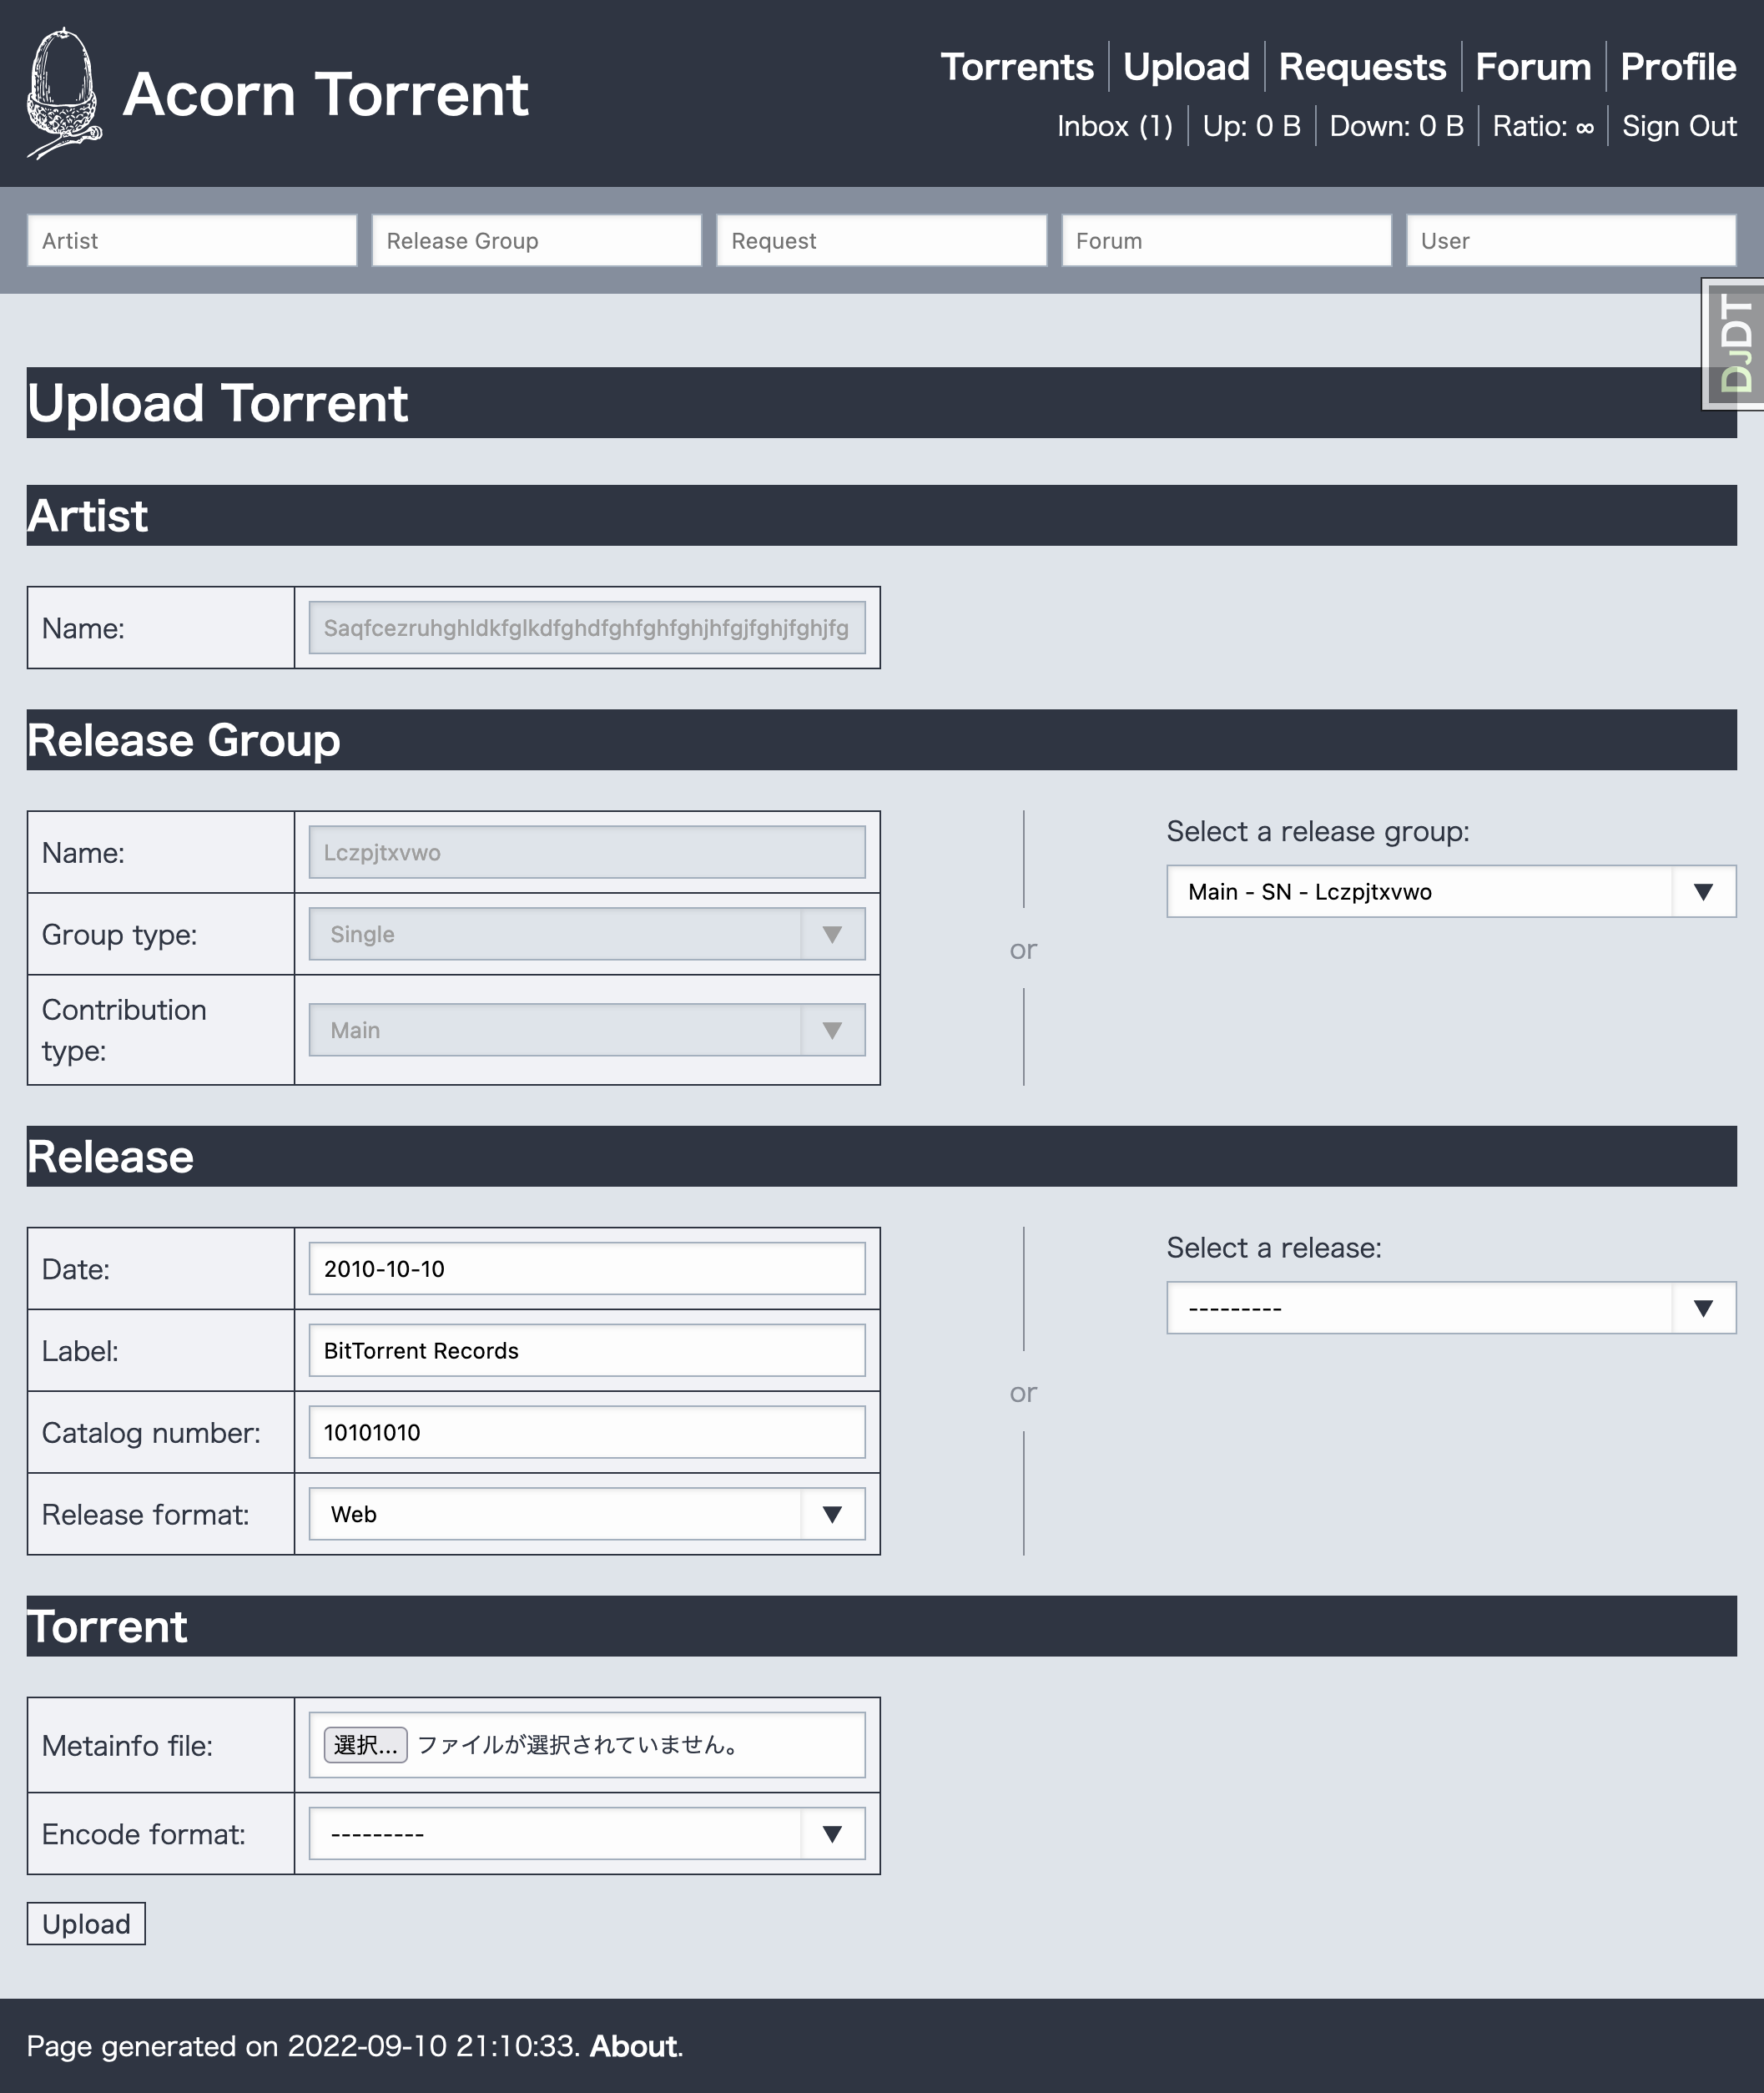 Acorn Torrent
Torrents Upload Requests Forum Profile
Inbox (1) Up: 0 B Down: 0 B Ratio: ∞ Sign Out
Artist Release Group Request Forum User
DJDT
Upload Torrent
Artist
Name: Saqfcezruhghldkfglkdfghdfghfghfghjhfgjfghjfghjfg
Release Group
Name: Lczpjtxvwo
Group type: Single ▼
Contribution
type: Main ▼
or
Select a release group:
Main - SN - Lczpjtxvwo ▼
Release
Date: 2010-10-10
Label: BitTorrent Records
Catalog number: 10101010
Release format: Web ▼
or
Select a release:
--------- ▼
Torrent
Metainfo file: 選択... ファイルが選択されていません。
Encode format: --------- ▼
Upload
Page generated on 2022-09-10 21:10:33. About.